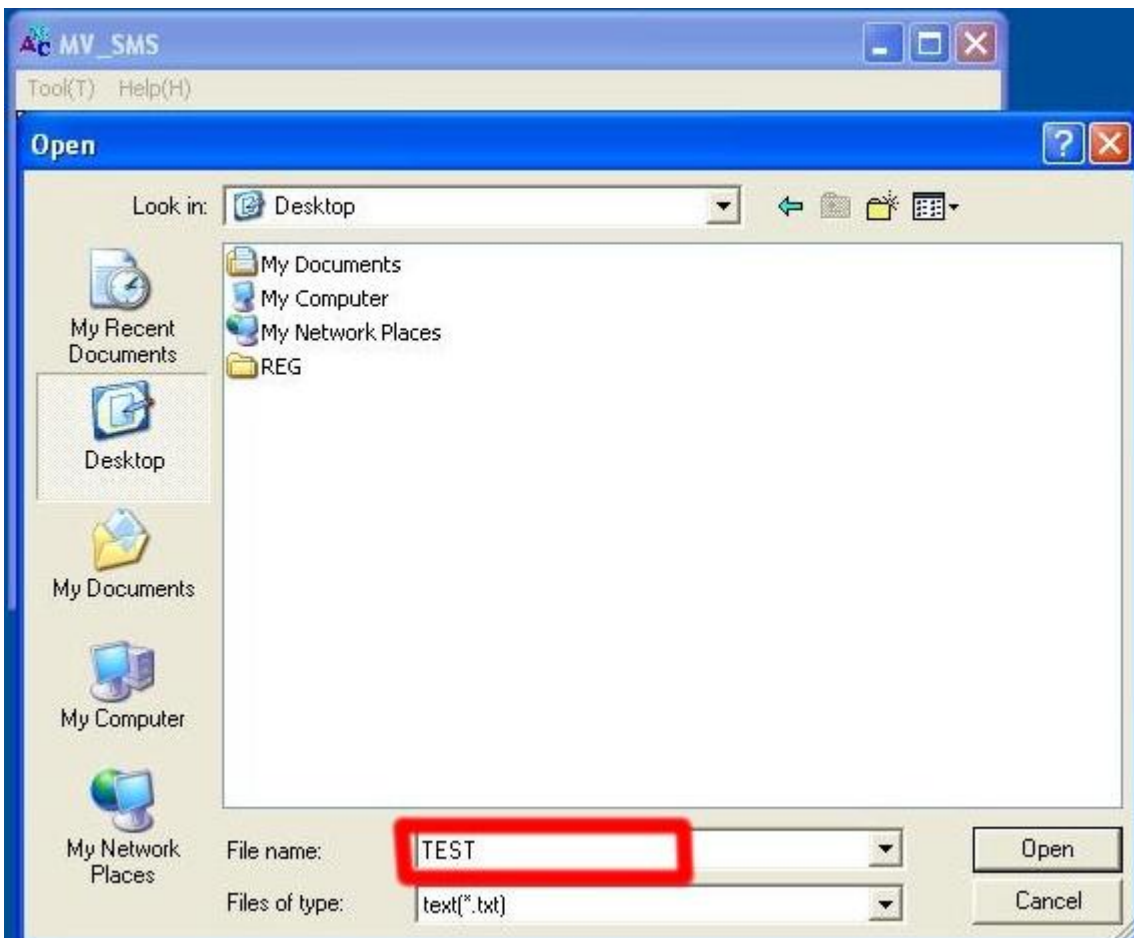 MV_SMS
Tool(T) Help(H)
Open
Look in: Desktop
My Documents
My Computer
My Network Places
REG
My Recent
Documents
Desktop
My Documents
My Computer
My Network
Places
File name: TEST Open
Files of type: text(*.txt) Cancel